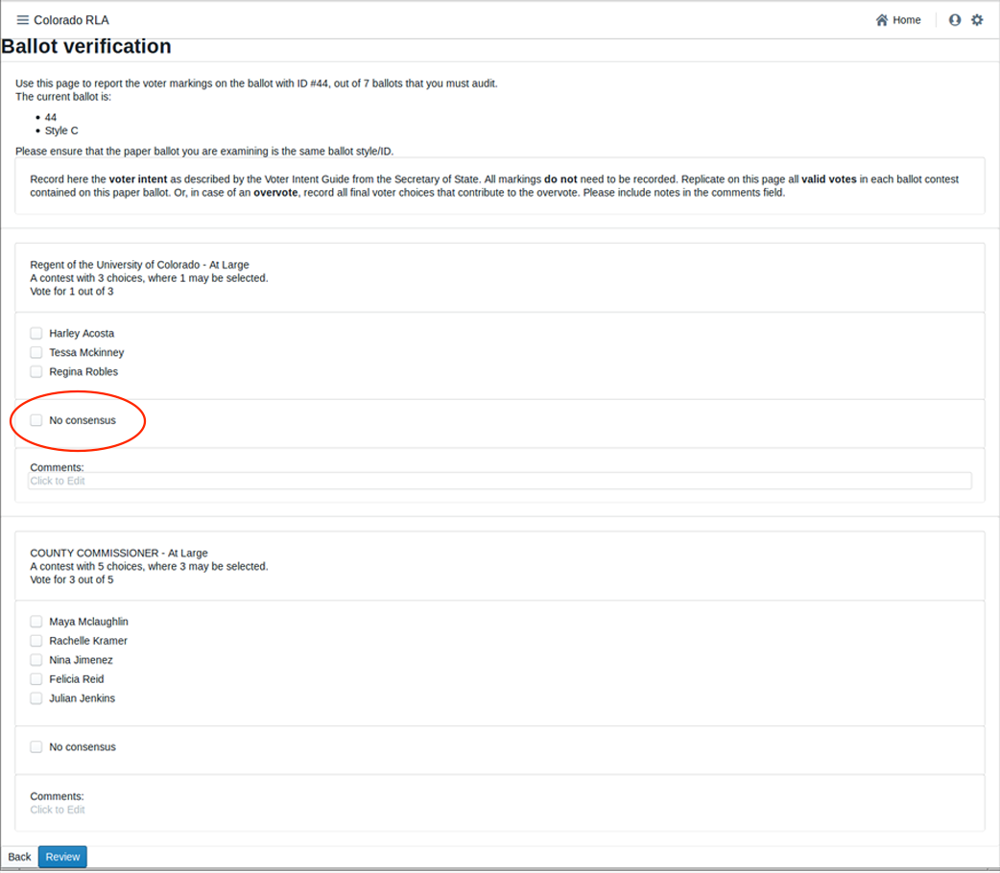 Colorado RLA
Home
Ballot verification
Use this page to report the voter markings on the ballot with ID #44, out of 7 ballots that you must audit.
The current ballot is:
44
Style C
Please ensure that the paper ballot you are examining is the same ballot style/ID.
Record here the voter intent as described by the Voter Intent Guide from the Secretary of State. All markings do not need to be recorded. Replicate on this page all valid votes in each ballot contest
contained on this paper ballot. Or, in case of an overvote, record all final voter choices that contribute to the overvote. Please include notes in the comments field.
Regent of the University of Colorado - At Large
A contest with 3 choices, where 1 may be selected.
Vote for 1 out of 3
Harley Acosta
Tessa Mckinney
Regina Robles
No consensus
Comments:
Click to Edit
COUNTY COMMISSIONER - At Large
A contest with 5 choices, where 3 may be selected.
Vote for 3 out of 5
Maya Mclaughlin
Rachelle Kramer
Nina Jimenez
Felicia Reid
Julian Jenkins
No consensus
Comments:
Click to Edit
Back
Review